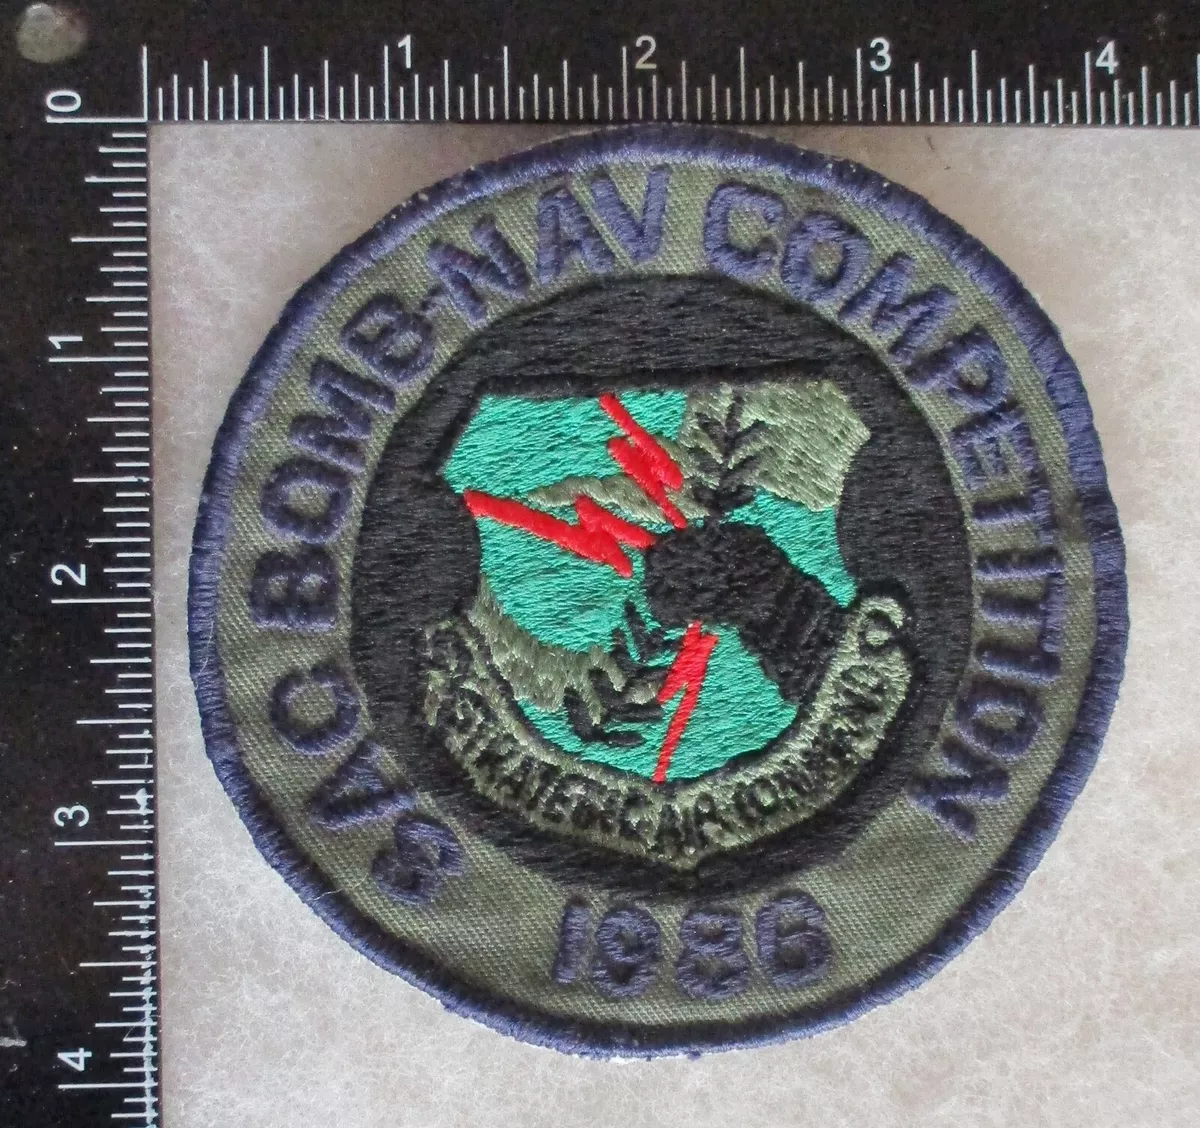 0 1 2 3 4
1
2
3
4
SAC BOMB-NAV COMPETITION
STRATEGIC AIR COMMAND
1986